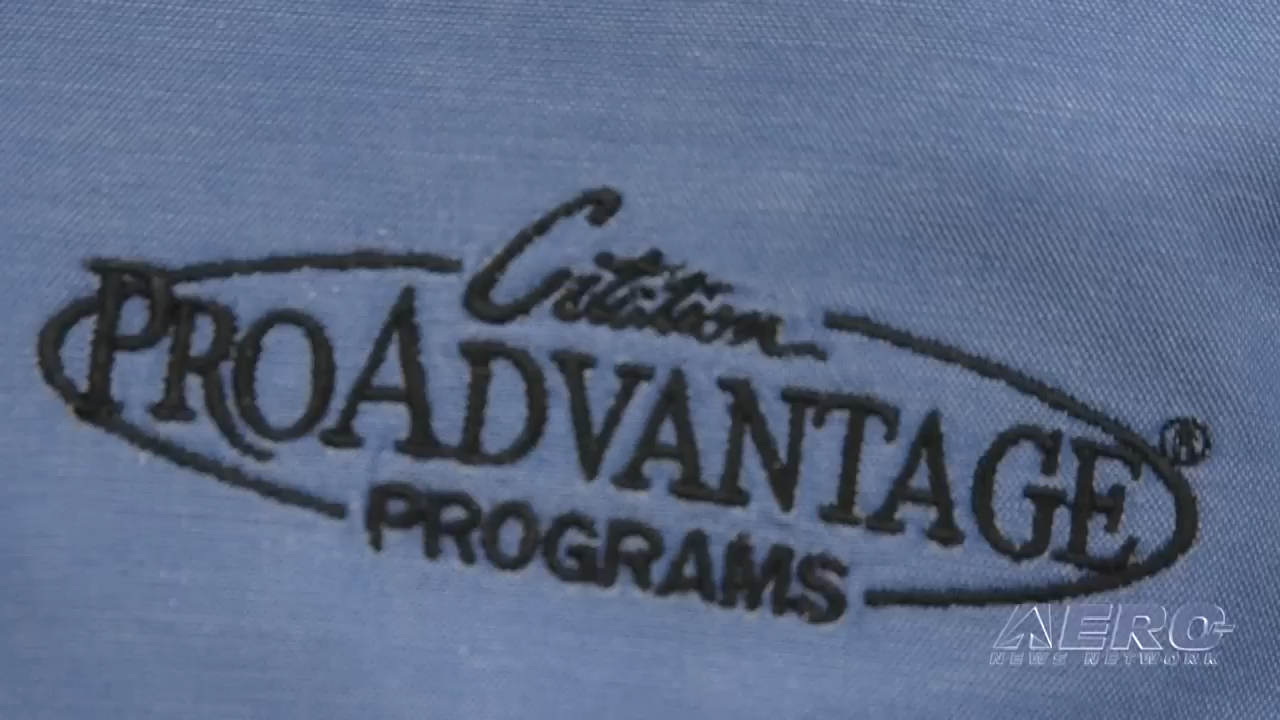 Citation
PROADVANTAGE®
PROGRAMS
AERO
NEWS NETWORK